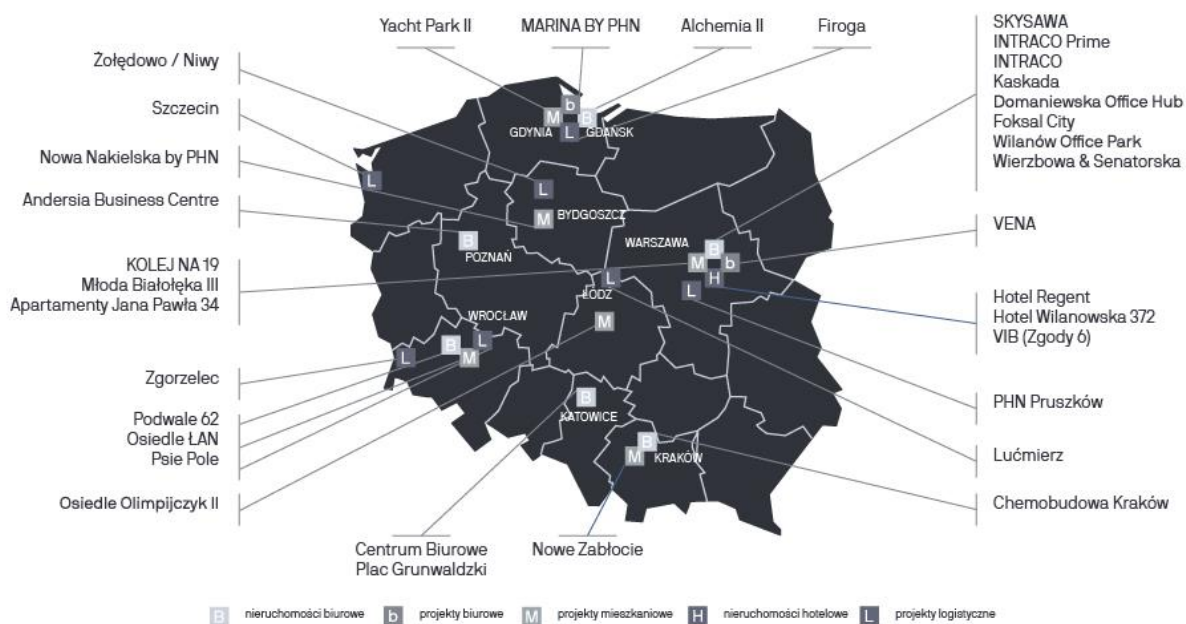 Yacht Park II
MARINA BY PHN
Alchemia II
Firoga
SKYSAWA
INTRACO Prime
INTRACO
Kaskada
Domaniewska Office Hub
Foksal City
Wilanów Office Park
Wierzbowa & Senatorska
Żołędowo / Niwy
Szczecin
Nowa Nakielska by PHN
Andersia Business Centre
KOLEJ NA 19
Młoda Białołęka III
Apartamenty Jana Pawła 34
Zgorzelec
Podwale 62
Osiedle ŁAN
Psie Pole
Osiedle Olimpijczyk II
b
M B
GDYNIA L GDAŃSK
L
L
M BYDGOSZCZ
B
POZNAŃ
WARSZAWA B
M b
H
L
L
ŁÓDŹ
M
WROCŁAW
B L
M
L
B
KATOWICE
B
M KRAKÓW
VENA
Hotel Regent
Hotel Wilanowska 372
VIB (Zgody 6)
PHN Pruszków
Lućmierz
Chemobudowa Kraków
Centrum Biurowe
Plac Grunwaldzki
Nowe Zabłocie
B nieruchomości biurowe b projekty biurowe M projekty mieszkaniowe H nieruchomości hotelowe L projekty logistyczne